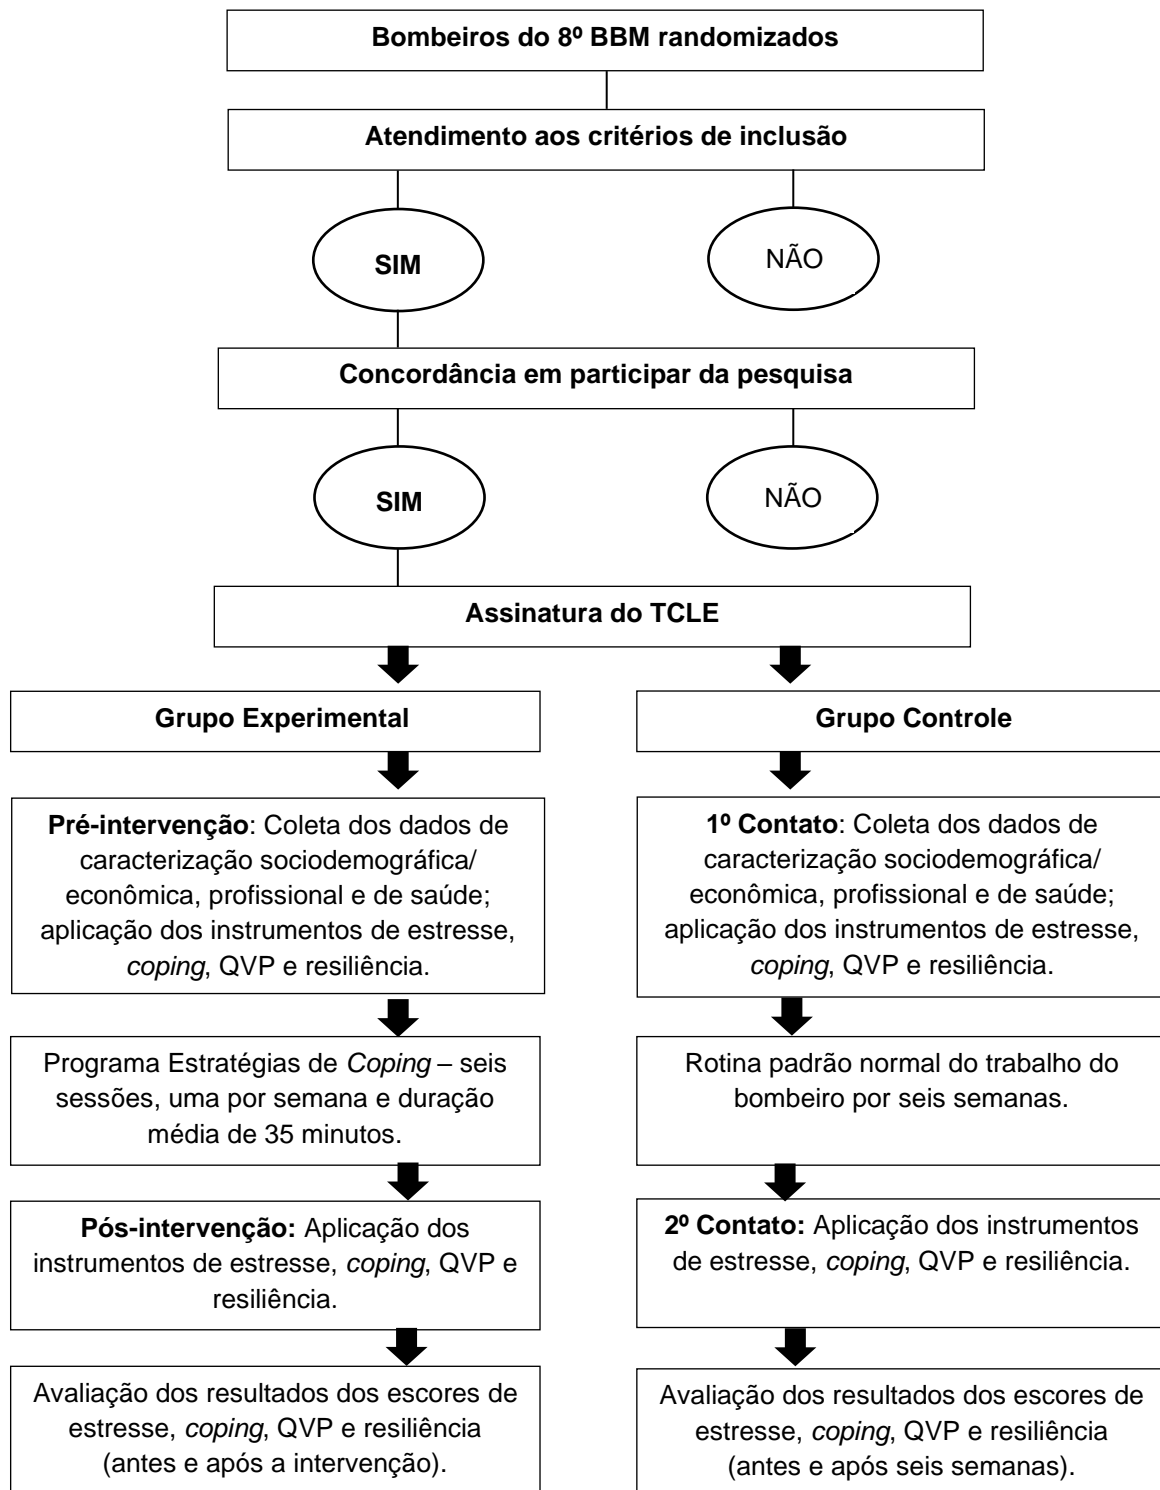 Bombeiros do 8º BBM randomizados
Atendimento aos critérios de inclusão
SIM
NÃO
Concordância em participar da pesquisa
SIM
NÃO
Assinatura do TCLE
Grupo Experimental
Grupo Controle
Pré-intervenção: Coleta dos dados de
caracterização sociodemográfica/
econômica, profissional e de saúde;
aplicação dos instrumentos de estresse,
coping, QVP e resiliência.
1º Contato: Coleta dos dados de
caracterização sociodemográfica/
econômica, profissional e de saúde;
aplicação dos instrumentos de estresse,
coping, QVP e resiliência.
Programa Estratégias de Coping – seis
sessões, uma por semana e duração
média de 35 minutos.
Rotina padrão normal do trabalho do
bombeiro por seis semanas.
Pós-intervenção: Aplicação dos
instrumentos de estresse, coping, QVP e
resiliência.
2º Contato: Aplicação dos instrumentos
de estresse, coping, QVP e resiliência.
Avaliação dos resultados dos escores de
estresse, coping, QVP e resiliência
(antes e após a intervenção).
Avaliação dos resultados dos escores de
estresse, coping, QVP e resiliência
(antes e após seis semanas).